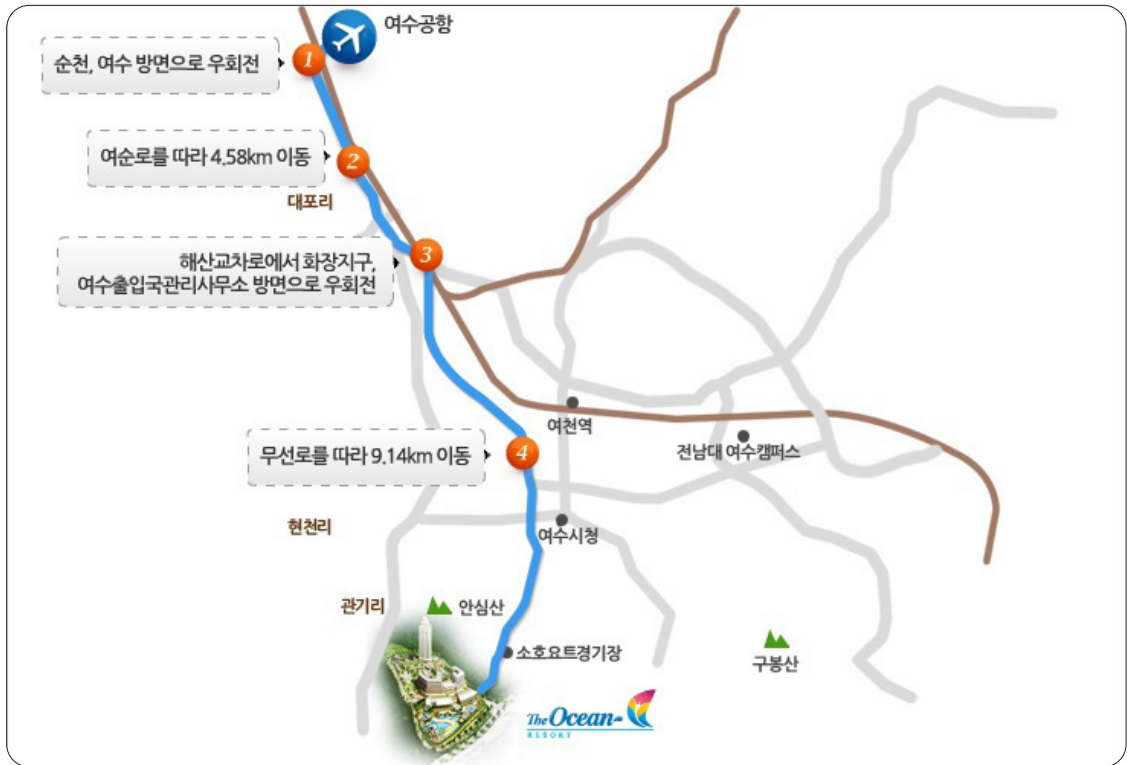 여수공항
1
순천, 여수 방면으로 우회전
2
여순로를 따라 4.58km 이동
대포리
3
해산교차로에서 화장지구,
여수출입국관리사무소 방면으로 우회전
여천역
전남대 여수캠퍼스
4
무선로를 따라 9.14km 이동
현천리
여수시청
관기리
안심산
소호요트경기장
구봉산
The Ocean
RESORT